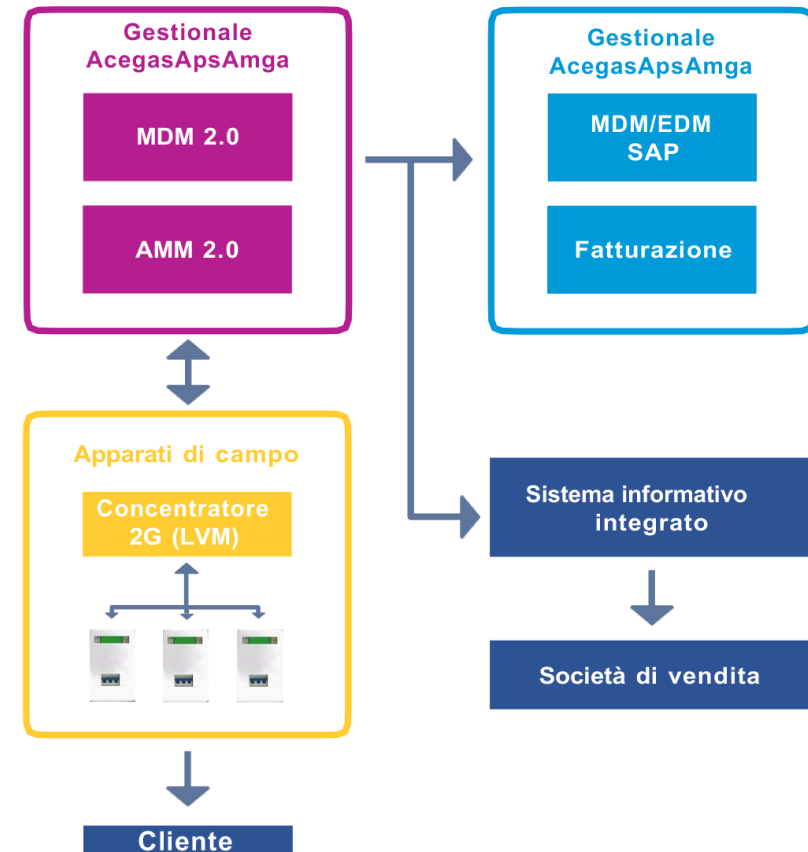 Gestionale
AcegasApsAmga
MDM 2.0
AMM 2.0
Gestionale
AcegasApsAmga
MDM/EDM
SAP
Fatturazione
Apparati di campo
Concentratore
2G (LVM)
Sistema informativo
integrato
Società di vendita
Cliente